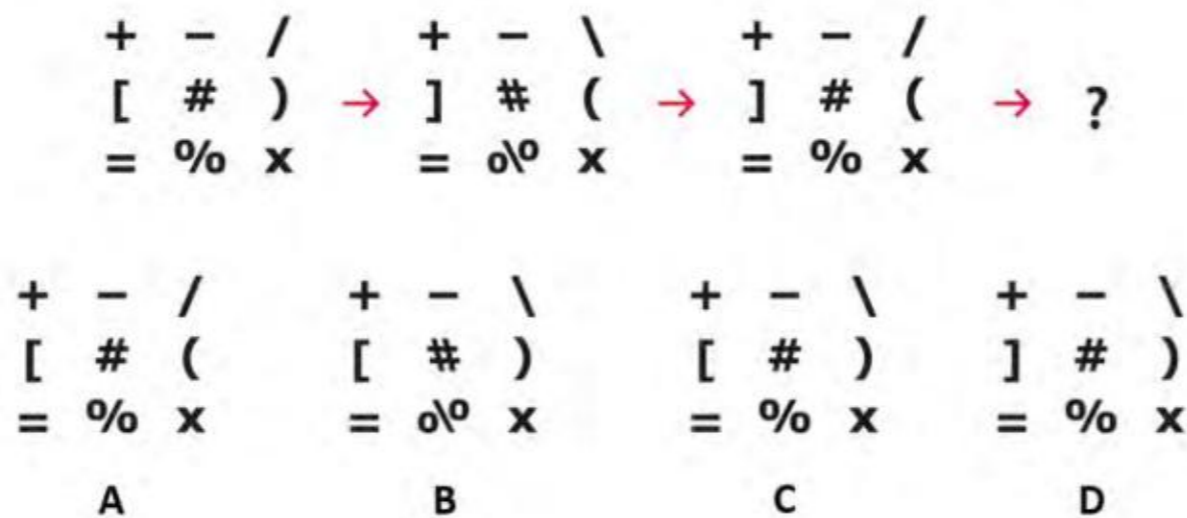 + − / + − \ + − /
[ # ) → ] # ( → ] # ( → ?
= % x = o\o x = % x
+ − / + − \ + − \ + − \
[ # ( [ # ) [ # ) ] # )
= % x = o\o x = % x = % x
A B C D